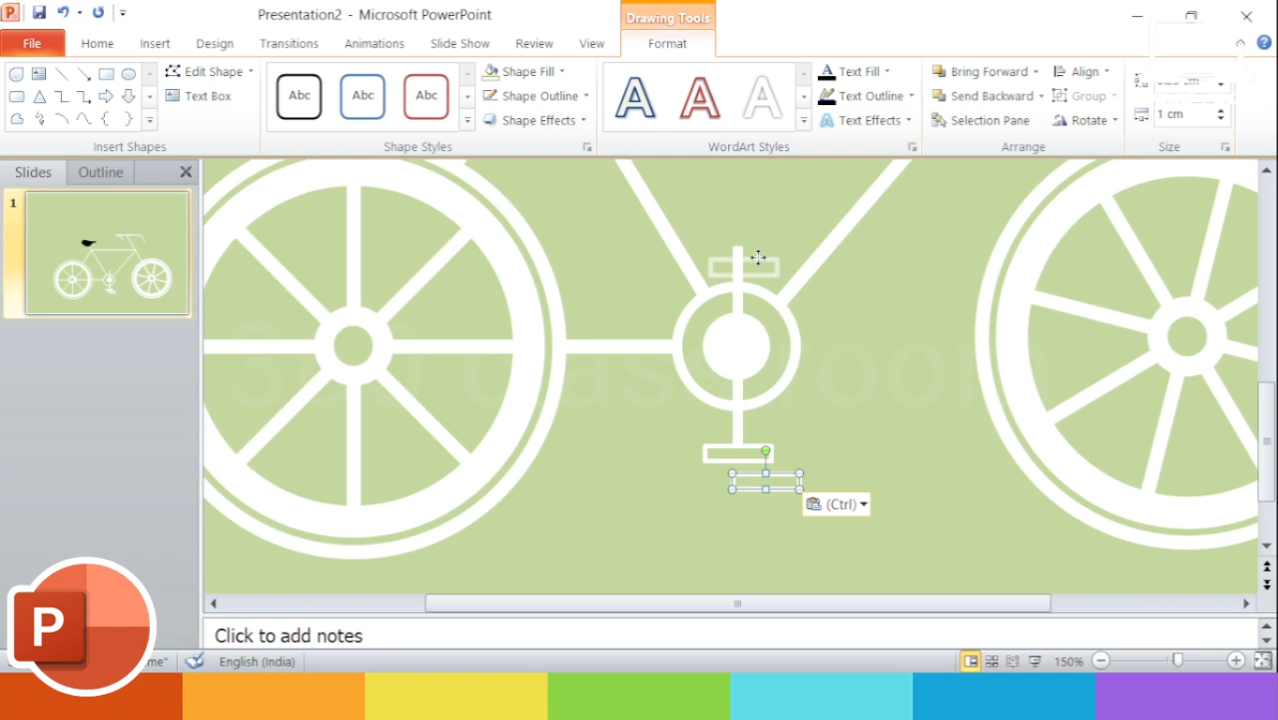 Presentation2 - Microsoft PowerPoint
Drawing Tools
File Home Insert Design Transitions Animations Slide Show Review View Format
Edit Shape
Text Box
Insert Shapes
Abc Abc Abc
Shape Fill
Shape Outline
Shape Effects
Shape Styles
A A A
Text Fill
Text Outline
Text Effects
WordArt Styles
Bring Forward
Send Backward
Selection Pane
Align
Group
Rotate
Arrange
1 cm
Size
Slides Outline
1
(Ctrl)
Click to add notes
English (India)
150%
P